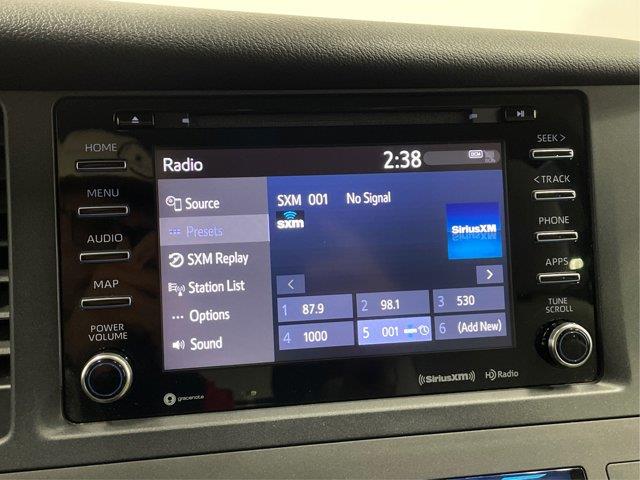 HOME
MENU
AUDIO
MAP
POWER
VOLUME
SEEK >
< TRACK
PHONE
APPS
TUNE
SCROLL
Radio
2:38
DCM
Source
Presets
SXM Replay
Station List
Options
Sound
SXM 001 No Signal
sxm
SiriusXM
1 87.9
2 98.1
3 530
4 1000
5 001
6 (Add New)
gracenote
((SiriusXM))
HD Radio